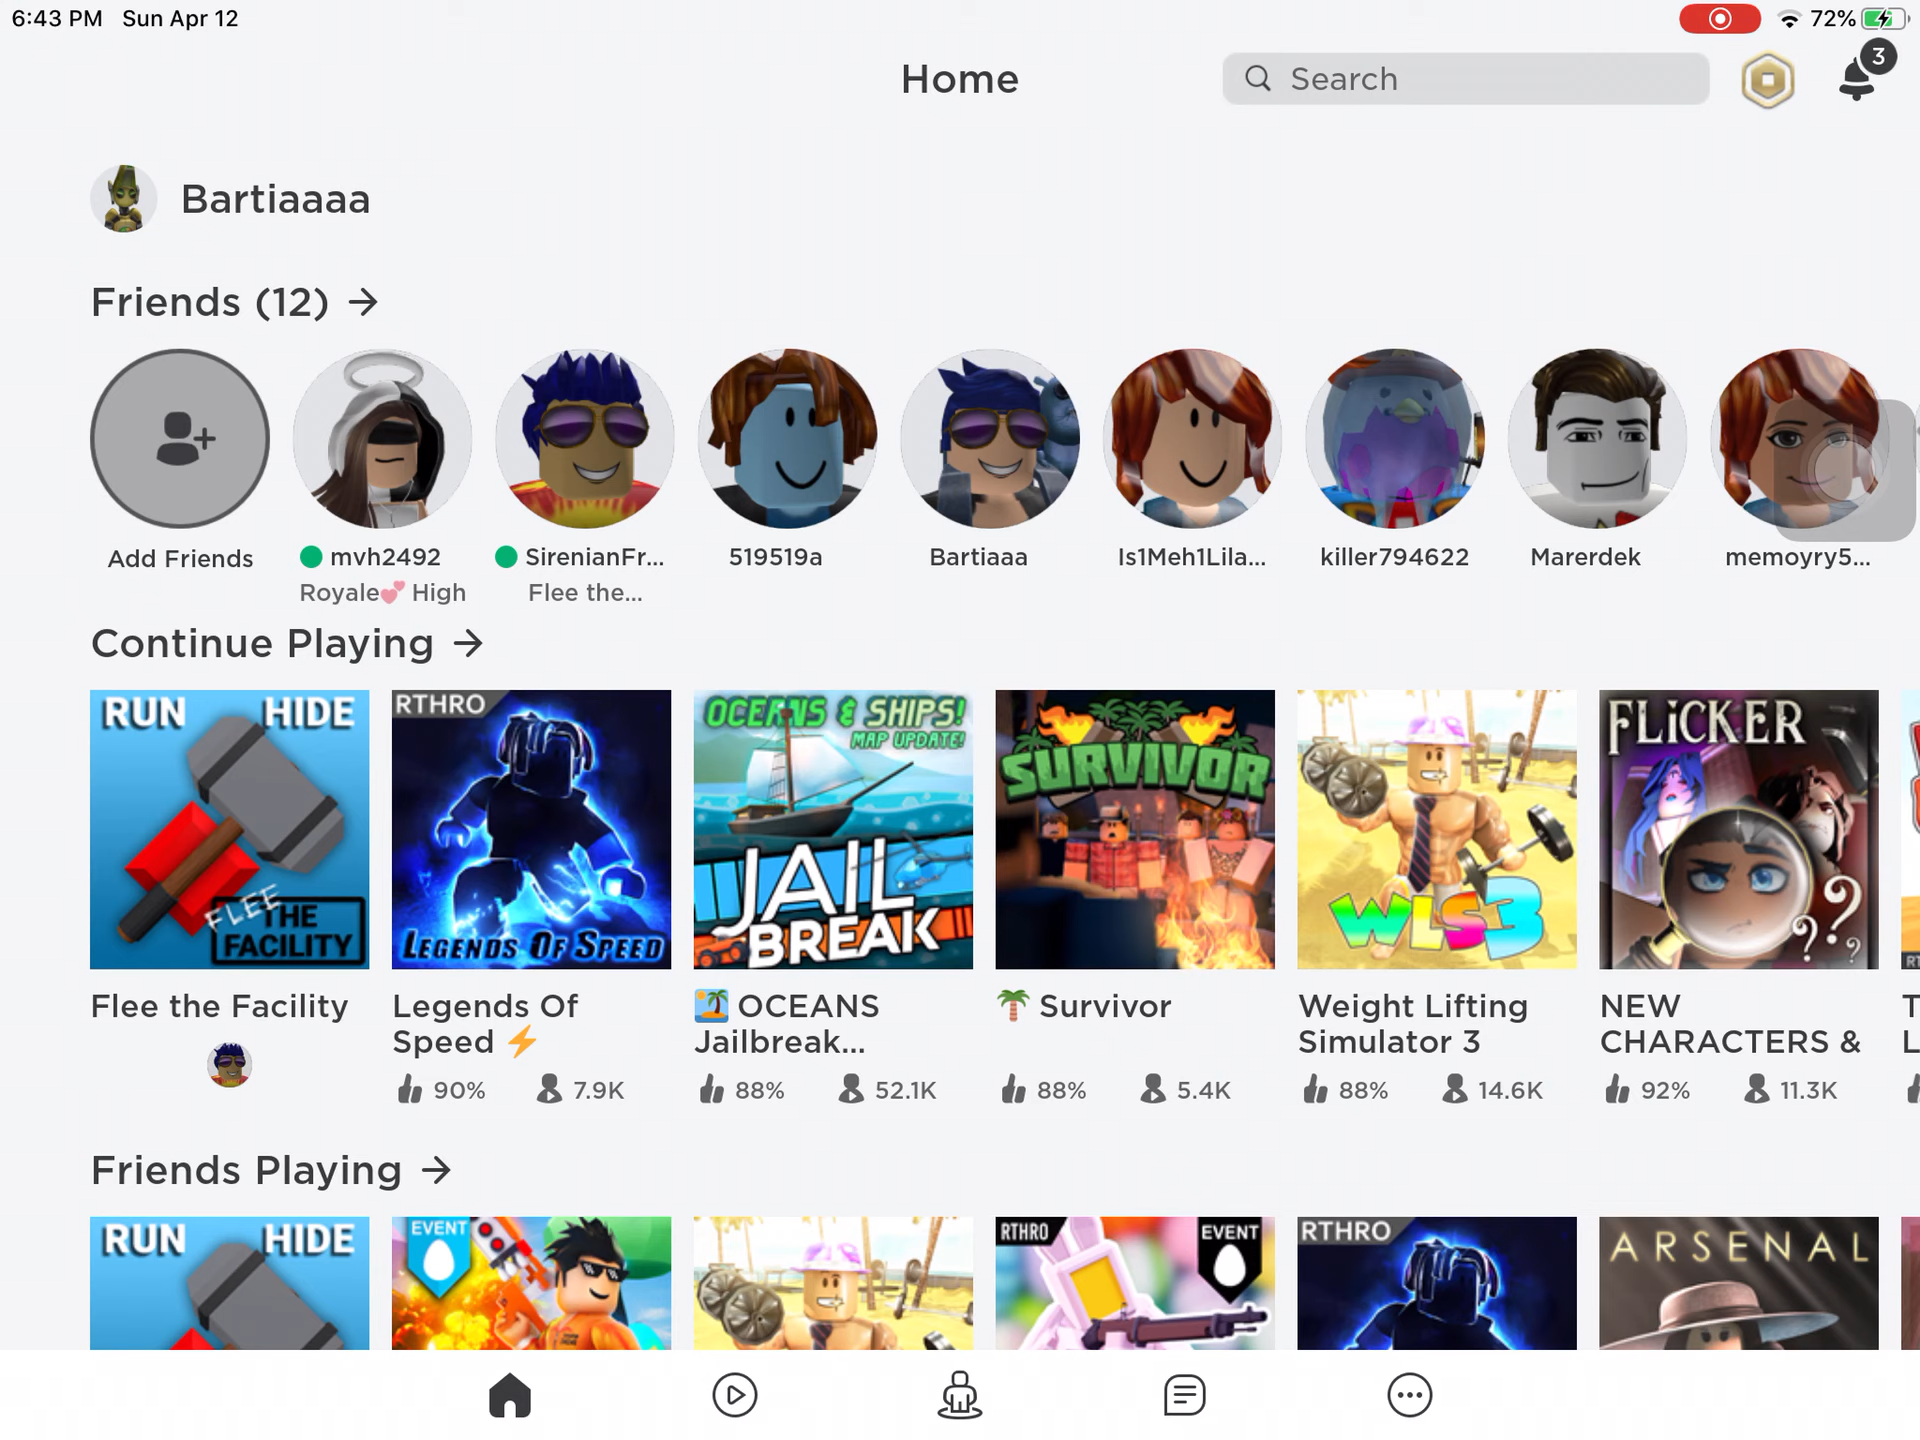 6:43 PM Sun Apr 12
72%
Home
Search
3
Bartiaaaa
Friends (12) →
Add Friends
mvh2492
SirenianFr...
519519a
Bartiaaa
Is1Meh1Lila...
killer794622
Marerdek
memoyry5...
Royale💕 High
Flee the...
Continue Playing →
RUN HIDE
FLEE THE
FACILITY
RTHRO
LEGENDS OF SPEED
OCEANS & SHIPS!
MAP UPDATE!
JAIL
BREAK
SURVIVOR
WLS3
FLiCKER
? ? ?
Flee the Facility
Legends Of
Speed ⚡
90% 7.9K
🏝️ OCEANS
Jailbreak...
88% 52.1K
🌴 Survivor
88% 5.4K
Weight Lifting
Simulator 3
88% 14.6K
NEW
CHARACTERS &
92% 11.3K
Friends Playing →
RUN HIDE
EVENT
RTHRO
EVENT
RTHRO
ARSENAL